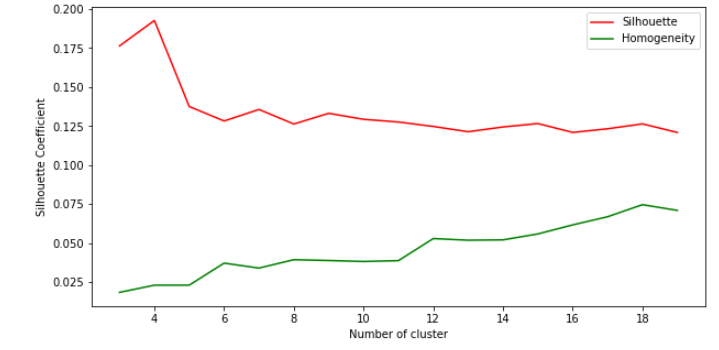 0.200
0.175
0.150
0.125
0.100
0.075
0.050
0.025
Silhouette Coefficient
Silhouette
Homogeneity
4 6 8 10 12 14 16 18
Number of cluster